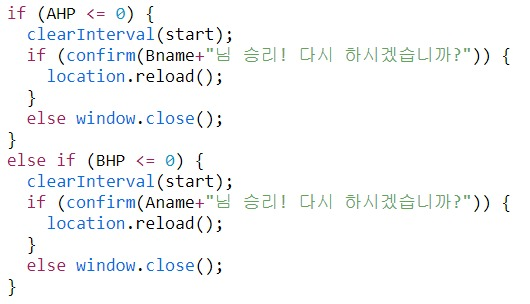 if (AHP <= 0) {
  clearInterval(start);
  if (confirm(Bname+"님 승리! 다시 하시겠습니까?")) {
    location.reload();
  }
  else window.close();
}
else if (BHP <= 0) {
  clearInterval(start);
  if (confirm(Aname+"님 승리! 다시 하시겠습니까?")) {
    location.reload();
  }
  else window.close();
}